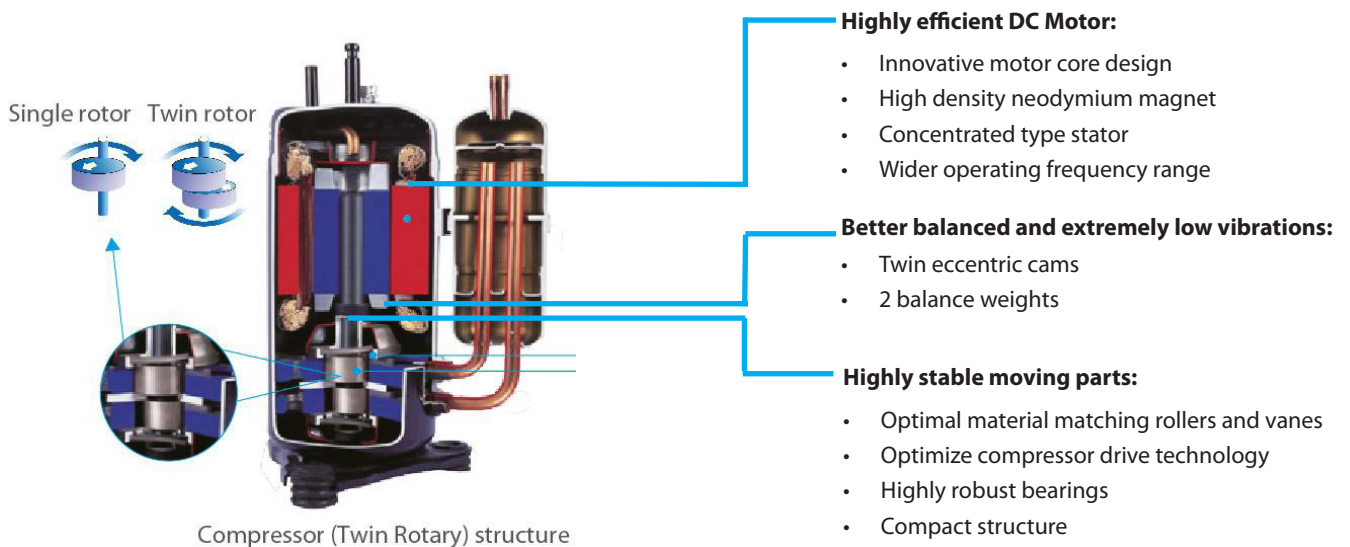 Single rotor
Twin rotor
Highly efficient DC Motor:
• Innovative motor core design
• High density neodymium magnet
• Concentrated type stator
• Wider operating frequency range
Better balanced and extremely low vibrations:
• Twin eccentric cams
• 2 balance weights
Highly stable moving parts:
• Optimal material matching rollers and vanes
• Optimize compressor drive technology
• Highly robust bearings
• Compact structure
Compressor (Twin Rotary) structure